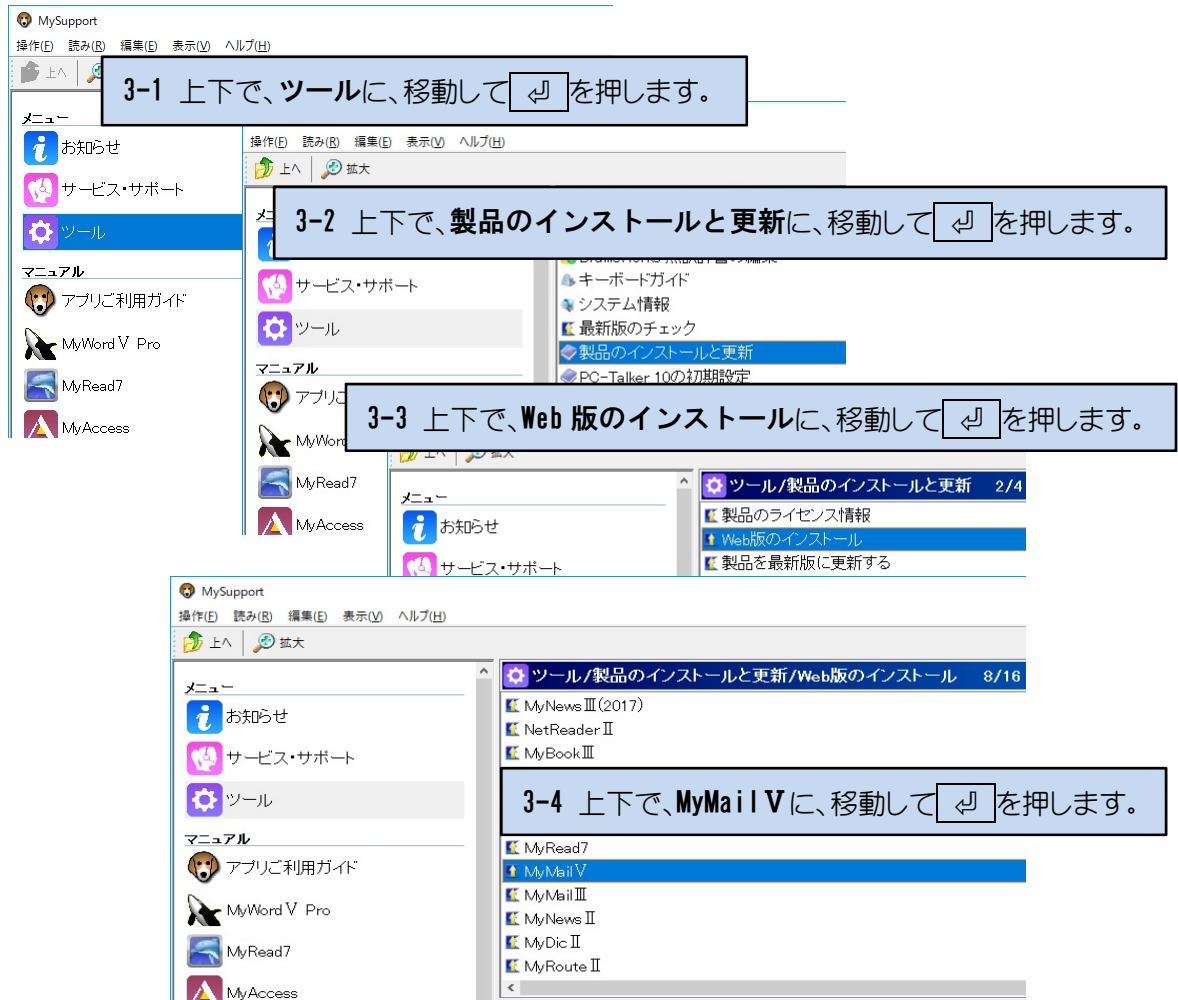 MySupport
操作(F) 読み(R) 編集(E) 表示(V) ヘルプ(H)
上へ
3-1 上下で、ツールに、移動して を押します。
メニュー
お知らせ
サービス・サポート
ツール
マニュアル
アプリご利用ガイド
MyWordⅤ Pro
MyRead7
MyAccess
操作(F) 読み(R) 編集(E) 表示(V) ヘルプ(H)
上へ 拡大
3-2 上下で、製品のインストールと更新に、移動して を押します。
サービス・サポート
ツール
マニュアル
MyRead7
MyAccess
キーボードガイド
システム情報
最新版のチェック
製品のインストールと更新
PC-Talker 10の初期設定
3-3 上下で、Web版のインストールに、移動して を押します。
メニュー
お知らせ
サービス・サポート
ツール/製品のインストールと更新 2/4
製品のライセンス情報
Web版のインストール
製品を最新版に更新する
MySupport
操作(F) 読み(R) 編集(E) 表示(V) ヘルプ(H)
上へ 拡大
メニュー
お知らせ
サービス・サポート
ツール
マニュアル
アプリご利用ガイド
MyWordⅤ Pro
MyRead7
MyAccess
ツール/製品のインストールと更新/Web版のインストール 8/16
MyNewsⅢ(2017)
NetReaderⅡ
MyBookⅢ
3-4 上下で、MyMailⅤに、移動して を押します。
MyRead7
MyMailⅤ
MyMailⅢ
MyNewsⅡ
MyDicⅡ
MyRouteⅡ